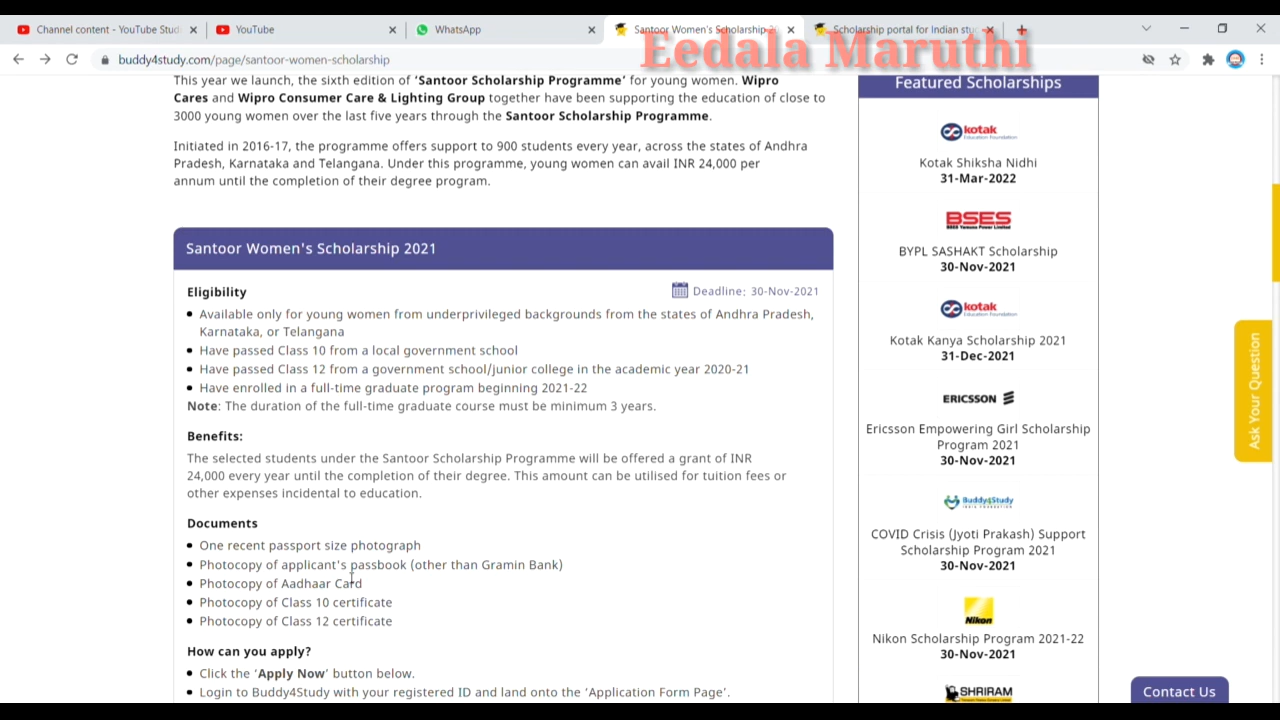 Channel content - YouTube Stud
YouTube
WhatsApp
Santoor Women's Scholarship 20
Scholarship portal for Indian stud
Eedala Maruthi
buddy4study.com/page/santoor-women-scholarship
This year we launch, the sixth edition of ‘Santoor Scholarship Programme’ for young women. Wipro
Cares and Wipro Consumer Care & Lighting Group together have been supporting the education of close to
3000 young women over the last five years through the Santoor Scholarship Programme.
Initiated in 2016-17, the programme offers support to 900 students every year, across the states of Andhra
Pradesh, Karnataka and Telangana. Under this programme, young women can avail INR 24,000 per
annum until the completion of their degree program.
Santoor Women's Scholarship 2021
Eligibility
Deadline: 30-Nov-2021
Available only for young women from underprivileged backgrounds from the states of Andhra Pradesh,
Karnataka, or Telangana
Have passed Class 10 from a local government school
Have passed Class 12 from a government school/junior college in the academic year 2020-21
Have enrolled in a full-time graduate program beginning 2021-22
Note: The duration of the full-time graduate course must be minimum 3 years.
Benefits:
The selected students under the Santoor Scholarship Programme will be offered a grant of INR
24,000 every year until the completion of their degree. This amount can be utilised for tuition fees or
other expenses incidental to education.
Documents
One recent passport size photograph
Photocopy of applicant's passbook (other than Gramin Bank)
Photocopy of Aadhaar Card
Photocopy of Class 10 certificate
Photocopy of Class 12 certificate
How can you apply?
Click the ‘Apply Now’ button below.
Login to Buddy4Study with your registered ID and land onto the ‘Application Form Page’.
Featured Scholarships
kotak
Kotak Shiksha Nidhi
31-Mar-2022
BSES
BSES Yamuna Power Limited
BYPL SASHAKT Scholarship
30-Nov-2021
kotak
Kotak Kanya Scholarship 2021
31-Dec-2021
ERICSSON
Ericsson Empowering Girl Scholarship
Program 2021
30-Nov-2021
Buddy4Study
COVID Crisis (Jyoti Prakash) Support
Scholarship Program 2021
30-Nov-2021
Nikon
Nikon Scholarship Program 2021-22
30-Nov-2021
SHRIRAM
Ask Your Question
Contact Us